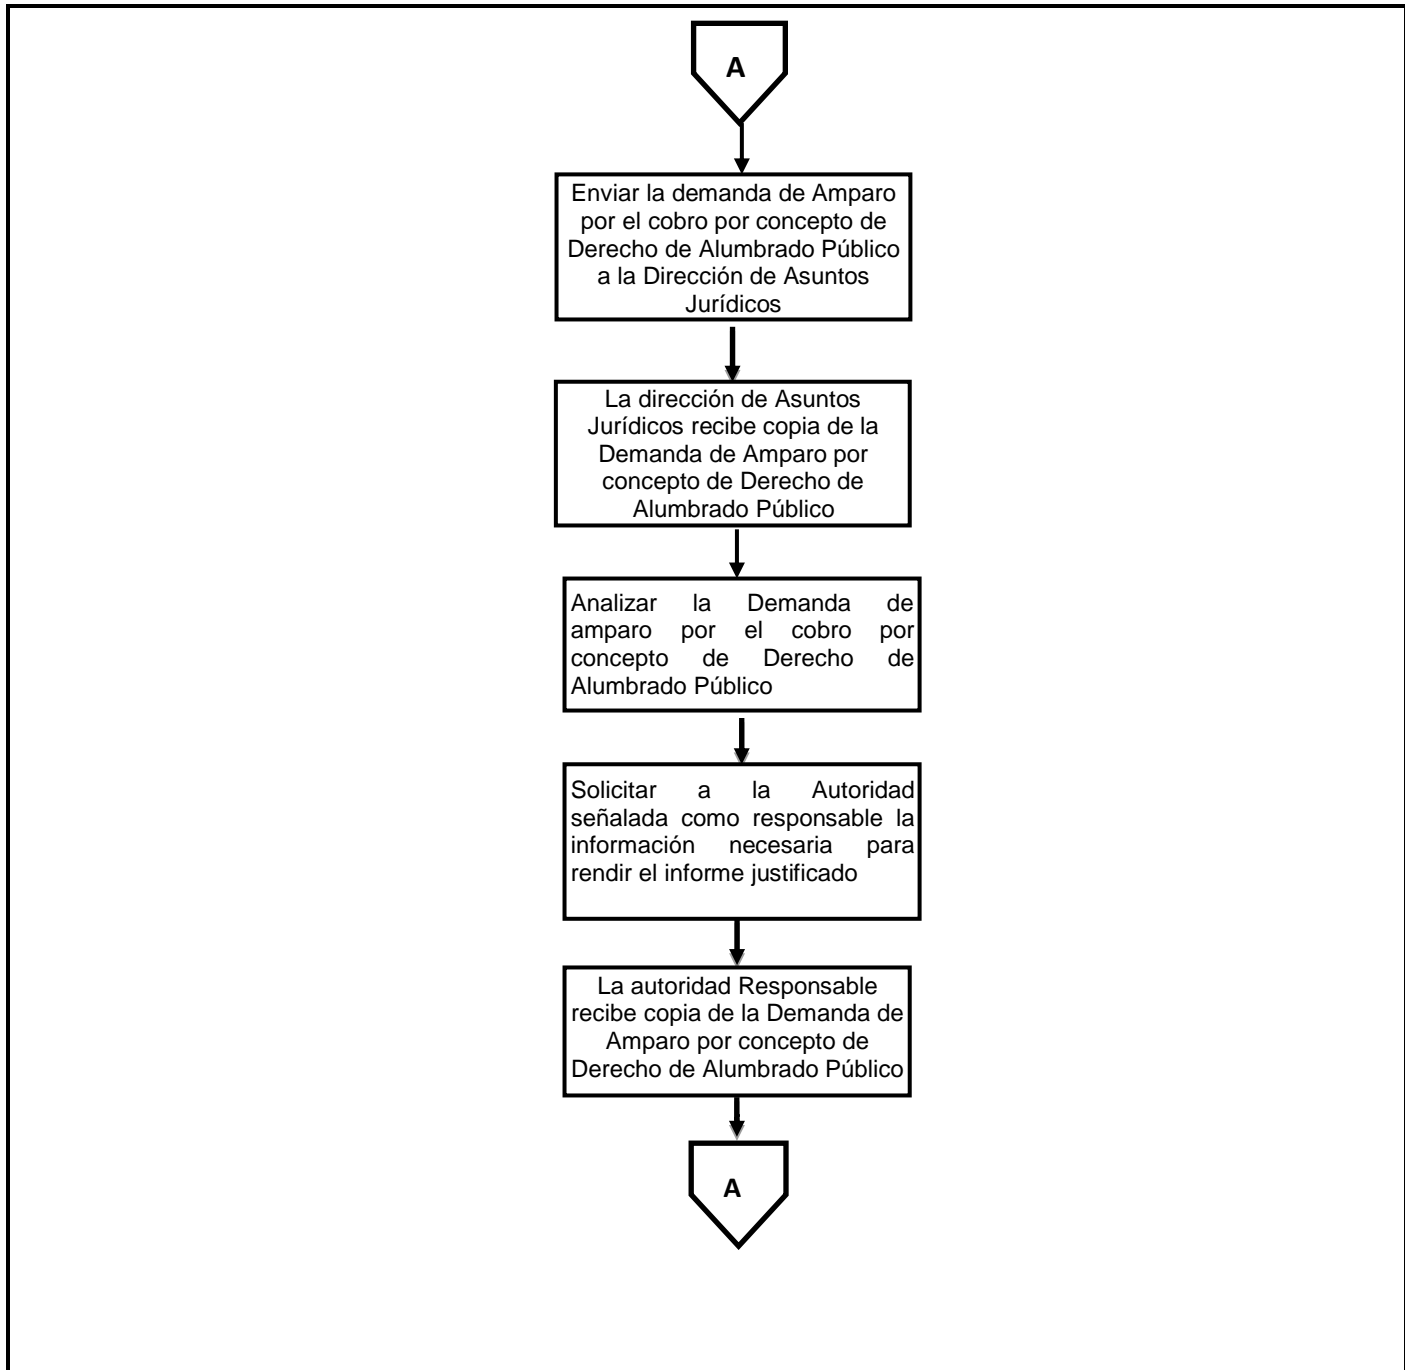 A
Enviar la demanda de Amparo
por el cobro por concepto de
Derecho de Alumbrado Público
a la Dirección de Asuntos
Jurídicos
La dirección de Asuntos
Jurídicos recibe copia de la
Demanda de Amparo por
concepto de Derecho de
Alumbrado Público
Analizar la Demanda de
amparo por el cobro por
concepto de Derecho de
Alumbrado Público
Solicitar a la Autoridad
señalada como responsable la
información necesaria para
rendir el informe justificado
La autoridad Responsable
recibe copia de la Demanda de
Amparo por concepto de
Derecho de Alumbrado Público
A